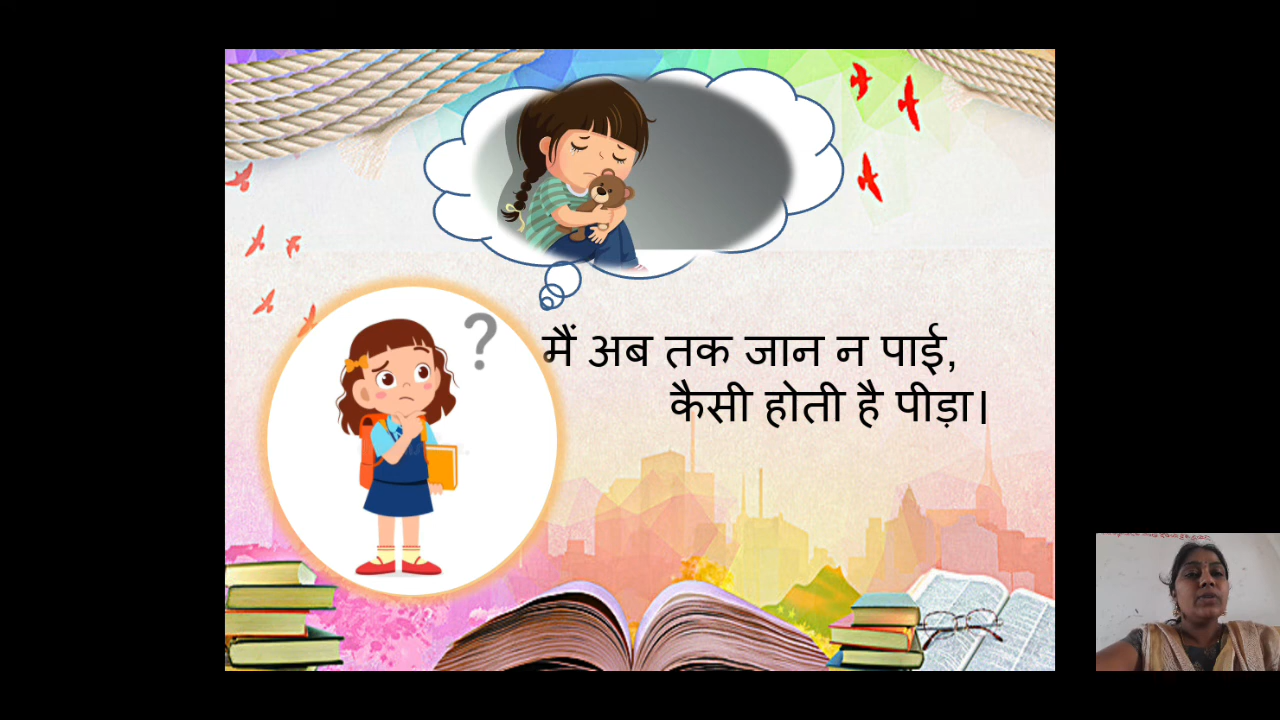 ?
मैं अब तक जान न पाई,
कैसी होती है पीड़ा।